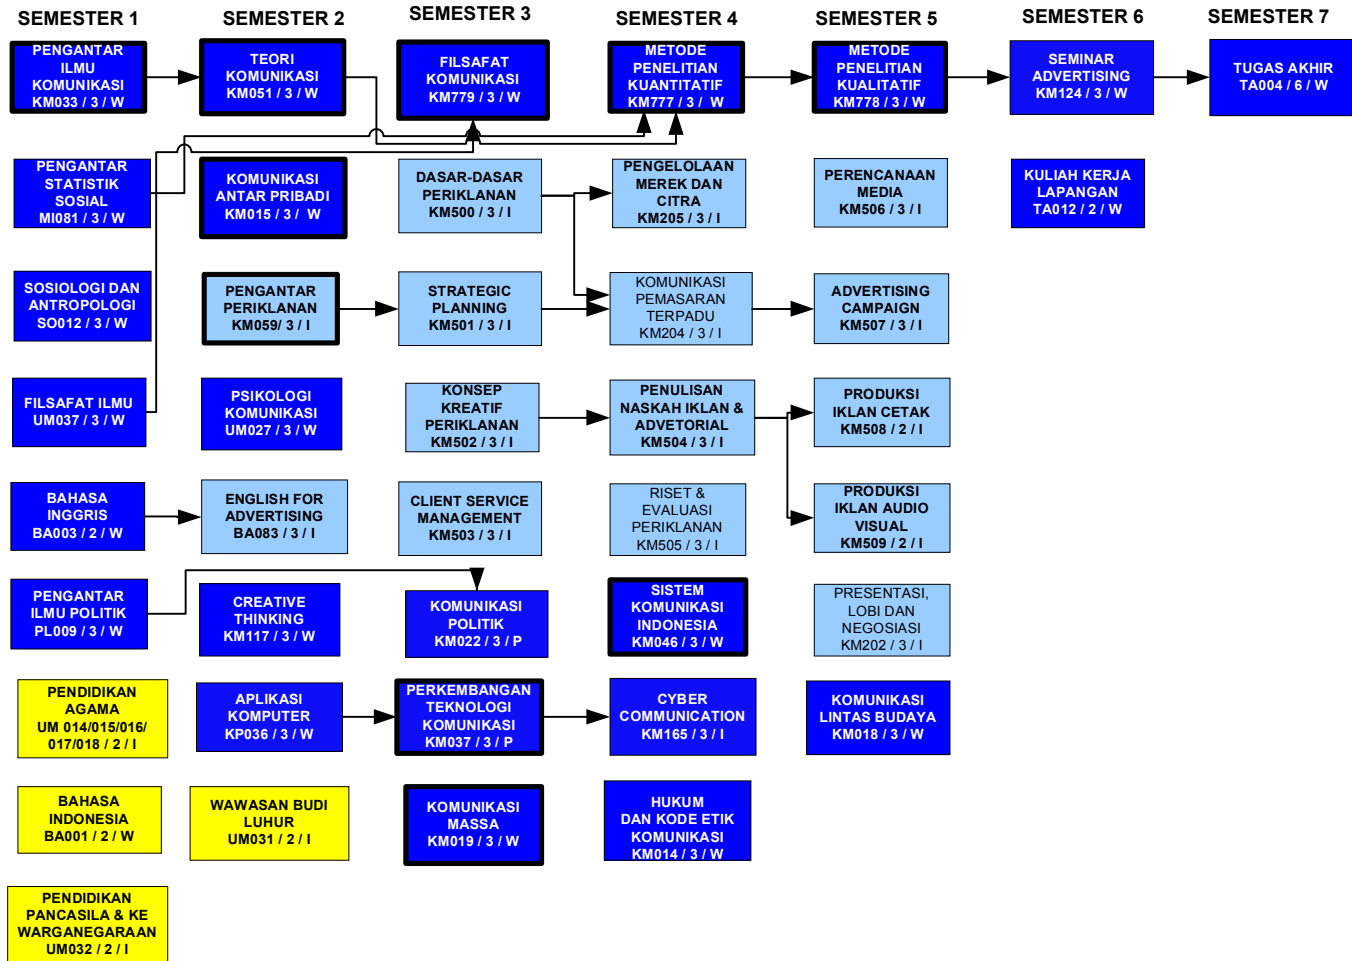 SEMESTER 1
SEMESTER 2
SEMESTER 3
SEMESTER 4
SEMESTER 5
SEMESTER 6
SEMESTER 7
PENGANTAR
ILMU
KOMUNIKASI
KM033 / 3 / W
TEORI
KOMUNIKASI
KM051 / 3 / W
FILSAFAT
KOMUNIKASI
KM779 / 3 / W
METODE
PENELITIAN
KUANTITATIF
KM777 / 3 / W
METODE
PENELITIAN
KUALITATIF
KM778 / 3 / W
SEMINAR
ADVERTISING
KM124 / 3 / W
TUGAS AKHIR
TA004 / 6 / W
PENGANTAR
STATISTIK
SOSIAL
MI081 / 3 / W
KOMUNIKASI
ANTAR PRIBADI
KM015 / 3 / W
DASAR-DASAR
PERIKLANAN
KM500 / 3 / I
PENGELOLAAN
MEREK DAN
CITRA
KM205 / 3 / I
PERENCANAAN
MEDIA
KM506 / 3 / I
KULIAH KERJA
LAPANGAN
TA012 / 2 / W
SOSIOLOGI DAN
ANTROPOLOGI
SO012 / 3 / W
PENGANTAR
PERIKLANAN
KM059/ 3 / I
STRATEGIC
PLANNING
KM501 / 3 / I
KOMUNIKASI
PEMASARAN
TERPADU
KM204 / 3 / I
ADVERTISING
CAMPAIGN
KM507 / 3 / I
FILSAFAT ILMU
UM037 / 3 / W
PSIKOLOGI
KOMUNIKASI
UM027 / 3 / W
KONSEP
KREATIF
PERIKLANAN
KM502 / 3 / I
PENULISAN
NASKAH IKLAN &
ADVETORIAL
KM504 / 3 / I
PRODUKSI
IKLAN CETAK
KM508 / 2 / I
BAHASA
INGGRIS
BA003 / 2 / W
ENGLISH FOR
ADVERTISING
BA083 / 3 / I
CLIENT SERVICE
MANAGEMENT
KM503 / 3 / I
RISET &
EVALUASI
PERIKLANAN
KM505 / 3 / I
PRODUKSI
IKLAN AUDIO
VISUAL
KM509 / 2 / I
PENGANTAR
ILMU POLITIK
PL009 / 3 / W
CREATIVE
THINKING
KM117 / 3 / W
KOMUNIKASI
POLITIK
KM022 / 3 / P
SISTEM
KOMUNIKASI
INDONESIA
KM046 / 3 / W
PRESENTASI,
LOBI DAN
NEGOSIASI
KM202 / 3 / I
PENDIDIKAN
AGAMA
UM 014/015/016/
017/018 / 2 / I
APLIKASI
KOMPUTER
KP036 / 3 / W
PERKEMBANGAN
TEKNOLOGI
KOMUNIKASI
KM037 / 3 / P
CYBER
COMMUNICATION
KM165 / 3 / I
KOMUNIKASI
LINTAS BUDAYA
KM018 / 3 / W
BAHASA
INDONESIA
BA001 / 2 / W
WAWASAN BUDI
LUHUR
UM031 / 2 / I
KOMUNIKASI
MASSA
KM019 / 3 / W
HUKUM
DAN KODE ETIK
KOMUNIKASI
KM014 / 3 / W
PENDIDIKAN
PANCASILA & KE
WARGANEGARAAN
UM032 / 2 / I